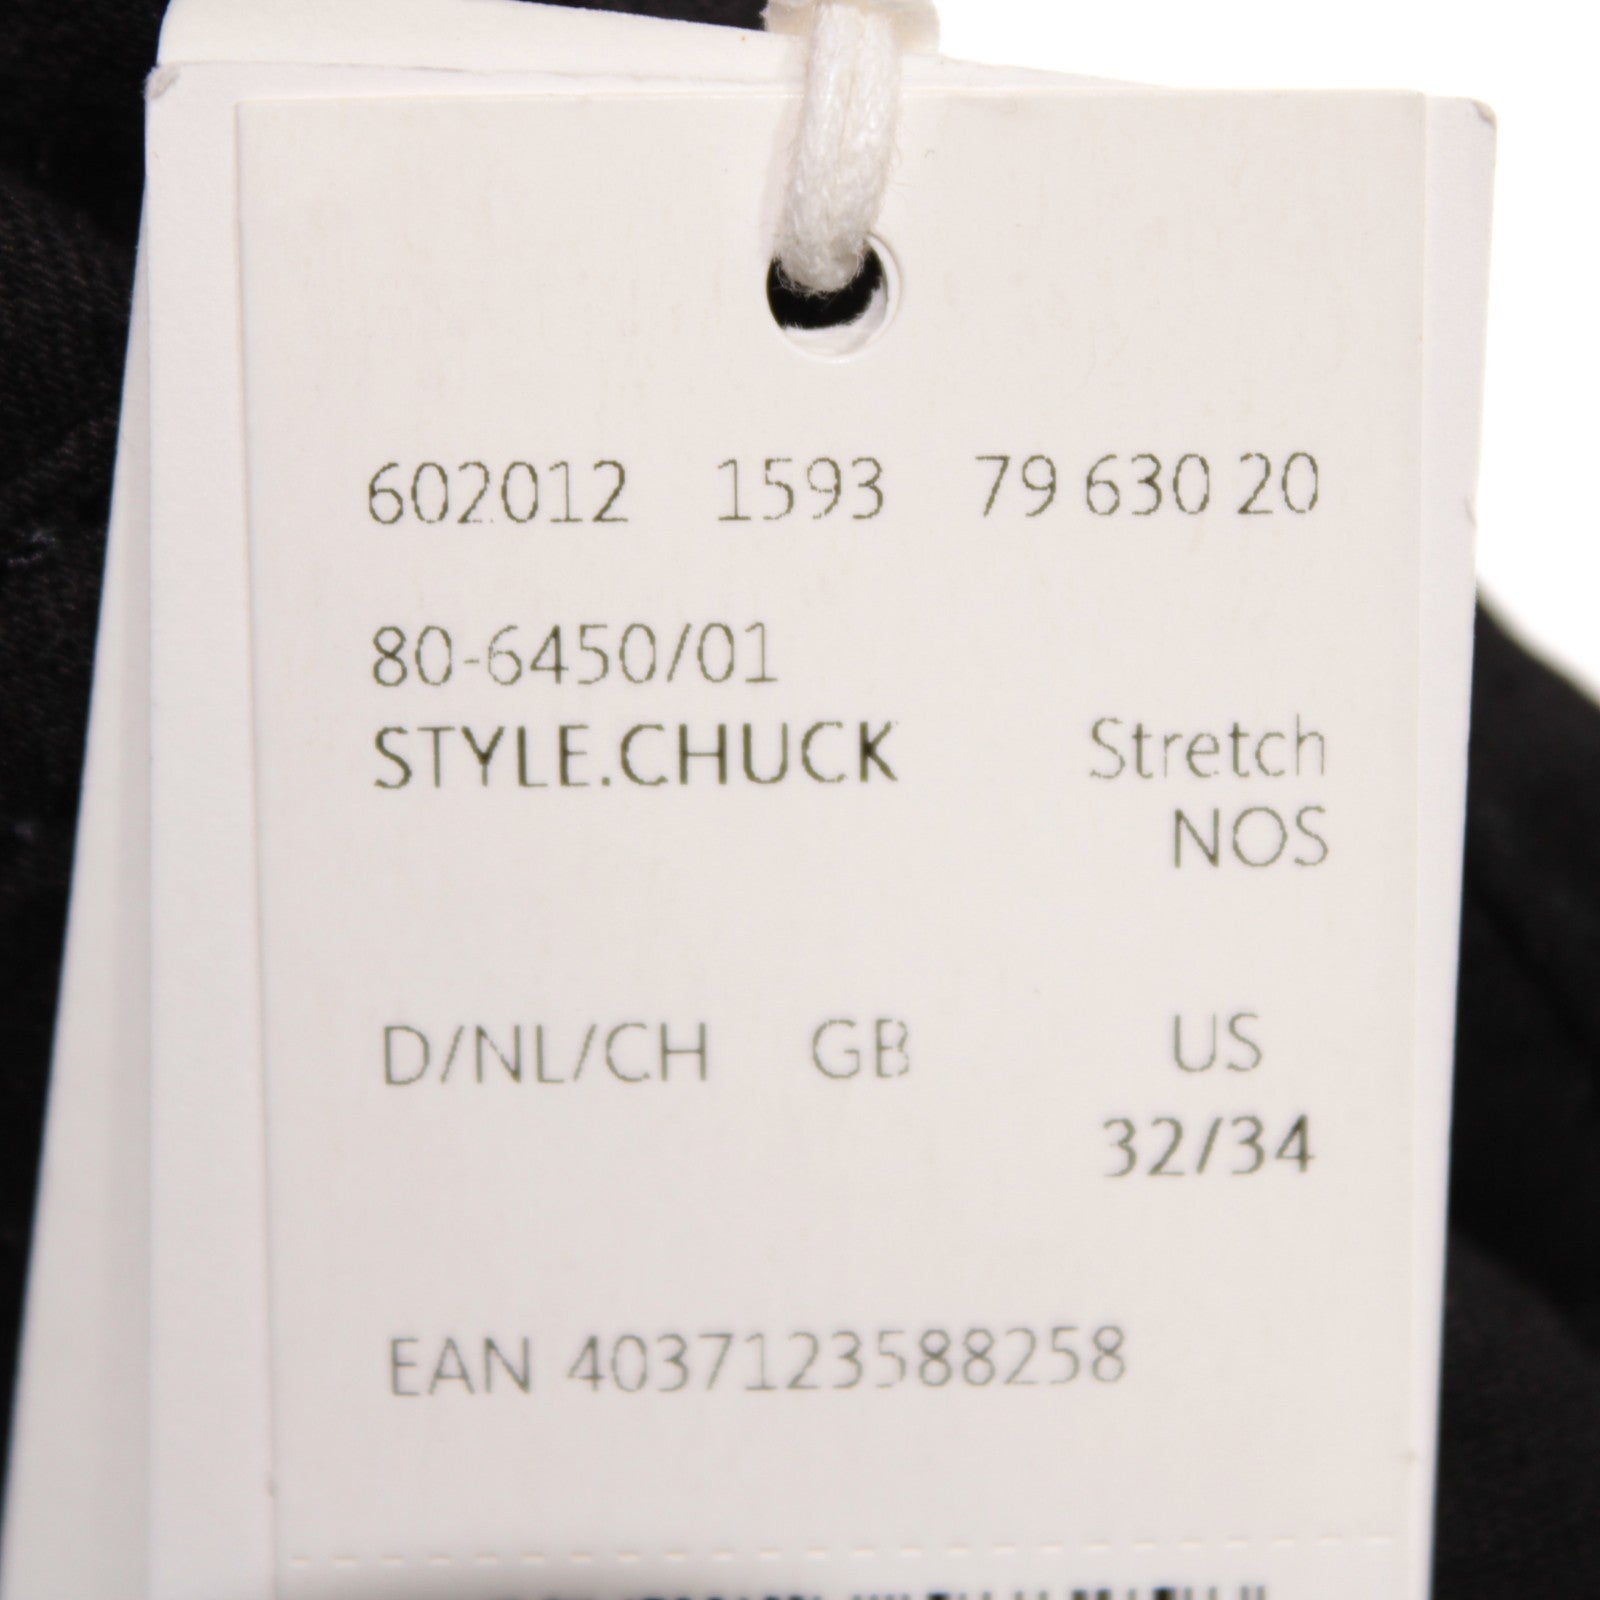 602012 1593 79 630 20
80-6450/01
STYLE.CHUCK Stretch
NOS
D/NL/CH GB US
32/34
EAN 4037123588258